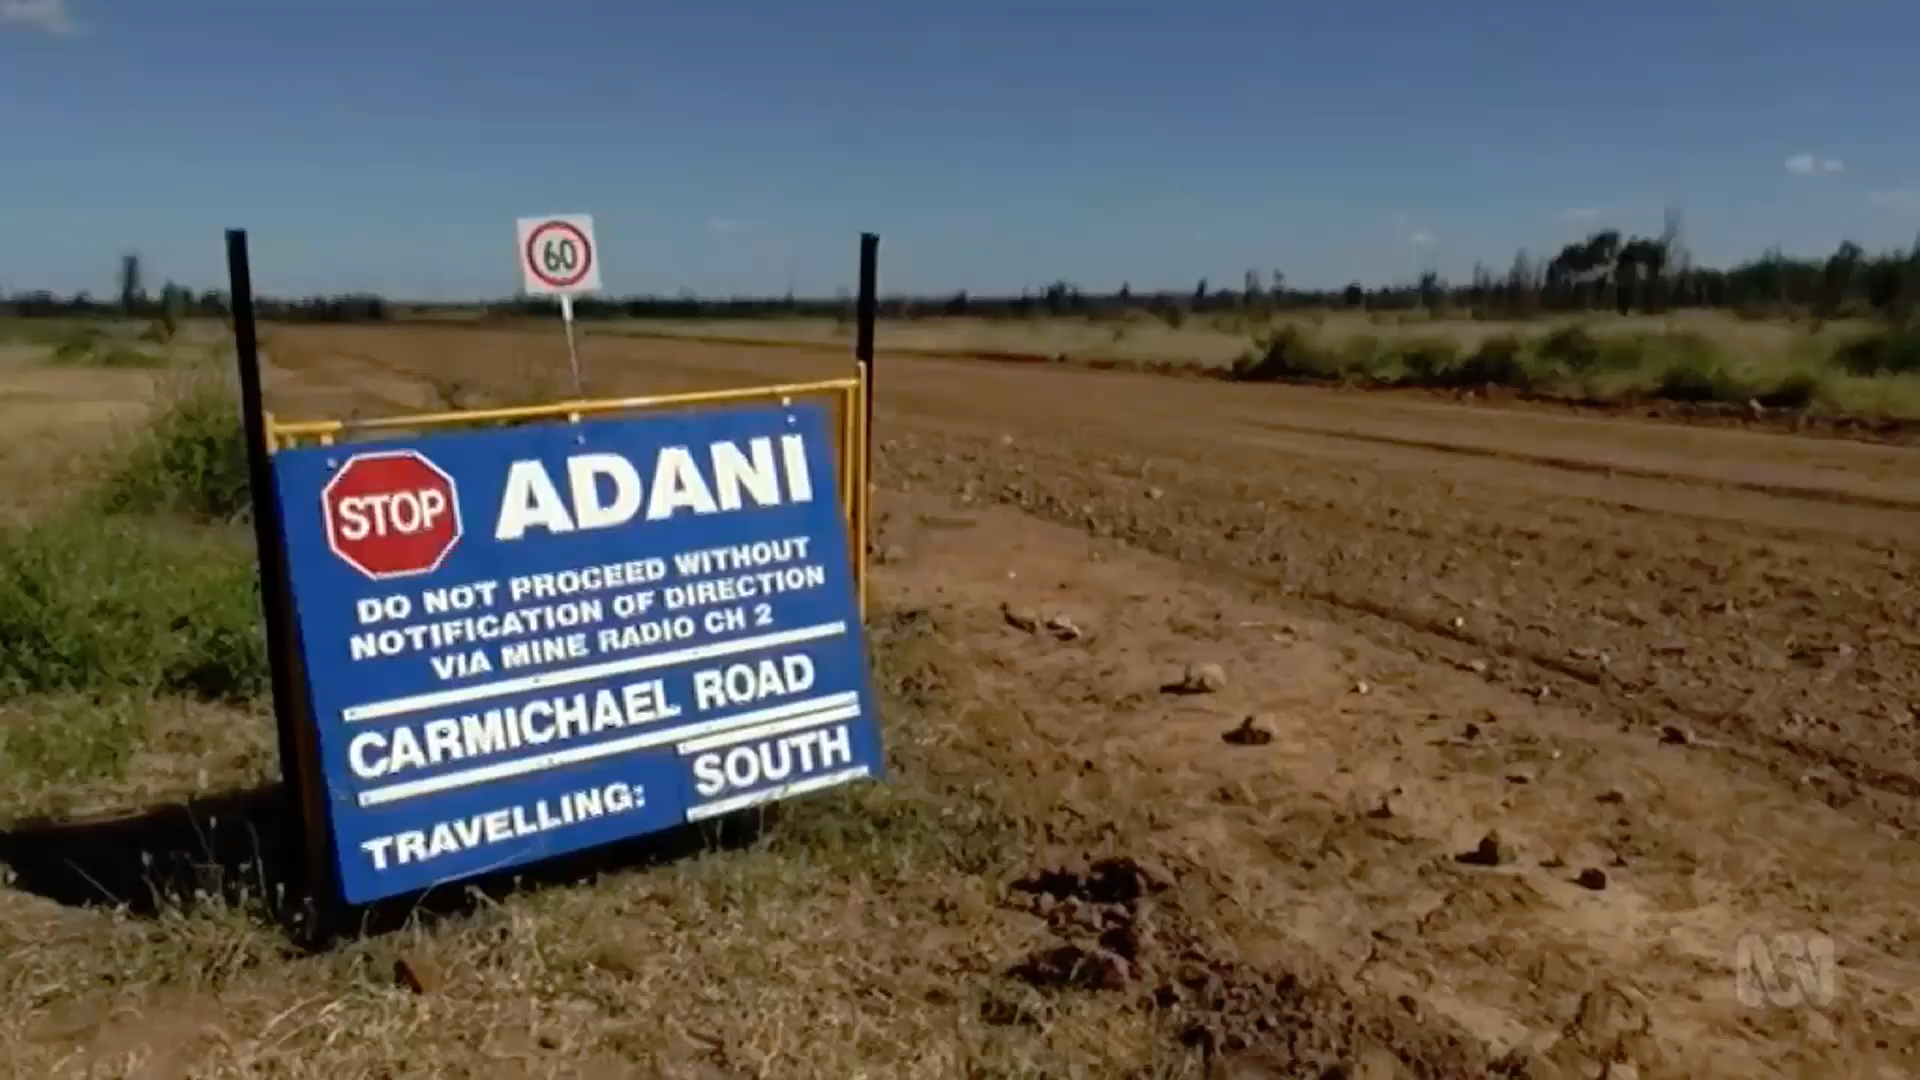 60
STOP
ADANI
DO NOT PROCEED WITHOUT
NOTIFICATION OF DIRECTION
VIA MINE RADIO CH 2
CARMICHAEL ROAD
TRAVELLING: SOUTH